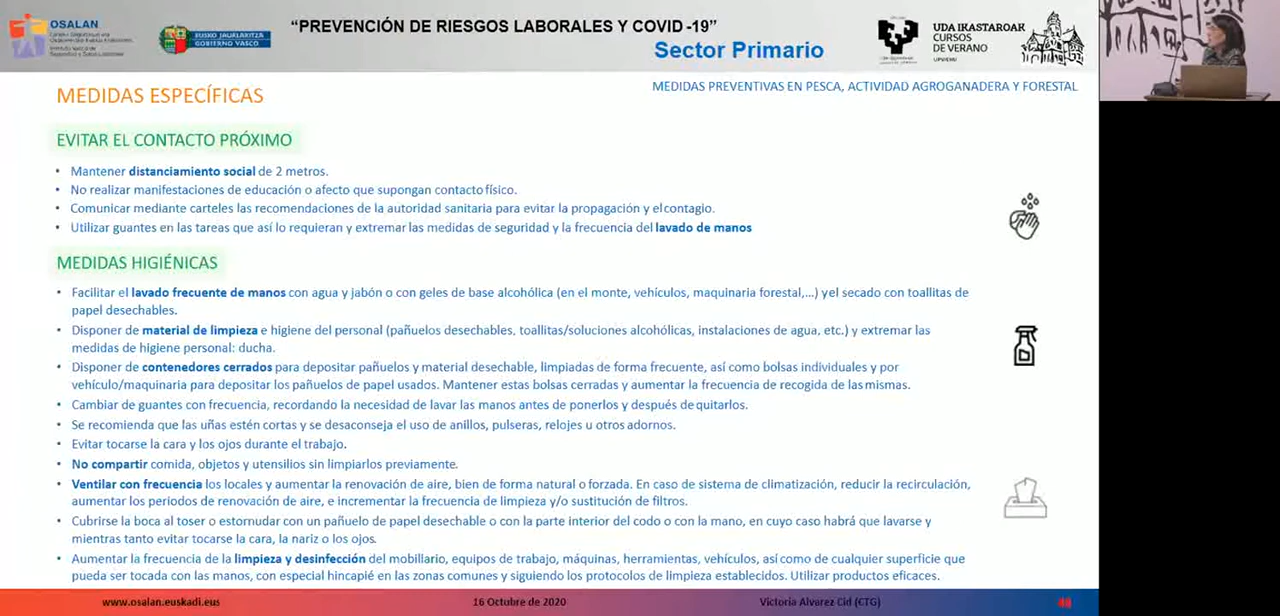 OSALAN
EUSKO JAURLARITZA
GOBIERNO VASCO
“PREVENCIÓN DE RIESGOS LABORALES Y COVID -19”
Sector Primario
UDA IKASTAROAK
CURSOS
DE VERANO
UPV/EHU
MEDIDAS ESPECÍFICAS
MEDIDAS PREVENTIVAS EN PESCA, ACTIVIDAD AGROGANADERA Y FORESTAL
EVITAR EL CONTACTO PRÓXIMO
• Mantener distanciamiento social de 2 metros.
• No realizar manifestaciones de educación o afecto que supongan contacto físico.
• Comunicar mediante carteles las recomendaciones de la autoridad sanitaria para evitar la propagación y el contagio.
• Utilizar guantes en las tareas que así lo requieran y extremar las medidas de seguridad y la frecuencia del lavado de manos
MEDIDAS HIGIÉNICAS
• Facilitar el lavado frecuente de manos con agua y jabón o con geles de base alcohólica (en el monte, vehículos, maquinaria forestal,...) y el secado con toallitas de
papel desechables.
• Disponer de material de limpieza e higiene del personal (pañuelos desechables, toallitas/soluciones alcohólicas, instalaciones de agua, etc.) y extremar las
medidas de higiene personal: ducha.
• Disponer de contenedores cerrados para depositar pañuelos y material desechable, limpiadas de forma frecuente, así como bolsas individuales y por
vehículo/maquinaria para depositar los pañuelos de papel usados. Mantener estas bolsas cerradas y aumentar la frecuencia de recogida de las mismas.
• Cambiar de guantes con frecuencia, recordando la necesidad de lavar las manos antes de ponerlos y después de quitarlos.
• Se recomienda que las uñas estén cortas y se desaconseja el uso de anillos, pulseras, relojes u otros adornos.
• Evitar tocarse la cara y los ojos durante el trabajo.
• No compartir comida, objetos y utensilios sin limpiarlos previamente.
• Ventilar con frecuencia los locales y aumentar la renovación de aire, bien de forma natural o forzada. En caso de sistema de climatización, reducir la recirculación,
aumentar los periodos de renovación de aire, e incrementar la frecuencia de limpieza y/o sustitución de filtros.
• Cubrirse la boca al toser o estornudar con un pañuelo de papel desechable o con la parte interior del codo o con la mano, en cuyo caso habrá que lavarse y
mientras tanto evitar tocarse la cara, la nariz o los ojos.
• Aumentar la frecuencia de la limpieza y desinfección del mobiliario, equipos de trabajo, máquinas, herramientas, vehículos, así como de cualquier superficie que
pueda ser tocada con las manos, con especial hincapié en las zonas comunes y siguiendo los protocolos de limpieza establecidos. Utilizar productos eficaces.
www.osalan.euskadi.eus
16 Octubre de 2020
Victoria Alvarez Cid (CTG)